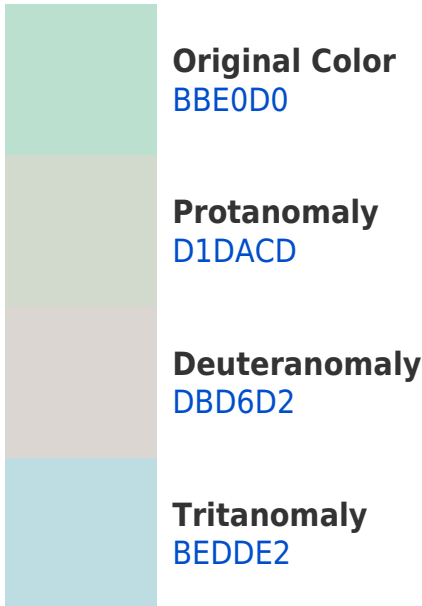 Original Color
BBE0D0
Protanomaly
D1DACD
Deuteranomaly
DBD6D2
Tritanomaly
BEDDE2